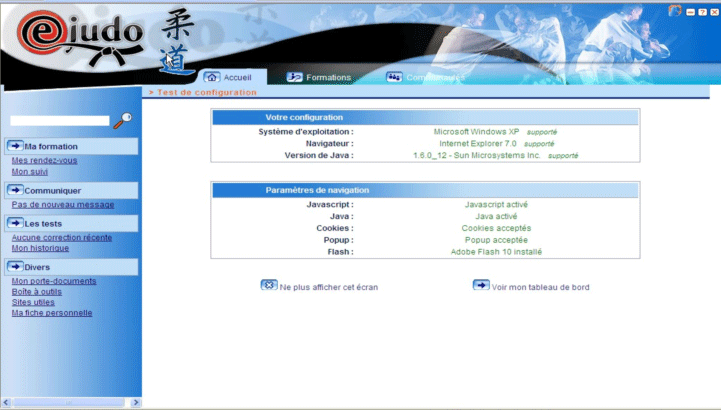 ejudo
柔
道
Accueil
Formations
> Test de configuration
Ma formation
Mes rendez-vous
Mon suivi
Communiquer
Pas de nouveau message
Les tests
Aucune correction récente
Mon historique
Divers
Mon porte-documents
Boîte à outils
Sites utiles
Ma fiche personnelle
Votre configuration
Système d'exploitation : Microsoft Windows XP supporté
Navigateur : Internet Explorer 7.0 supporté
Version de Java : 1.6.0_12 - Sun Microsystems Inc. supporté
Paramètres de navigation
Javascript : Javascript activé
Java : Java activé
Cookies : Cookies acceptés
Popup : Popup acceptée
Flash : Adobe Flash 10 installé
Ne plus afficher cet écran
Voir mon tableau de bord